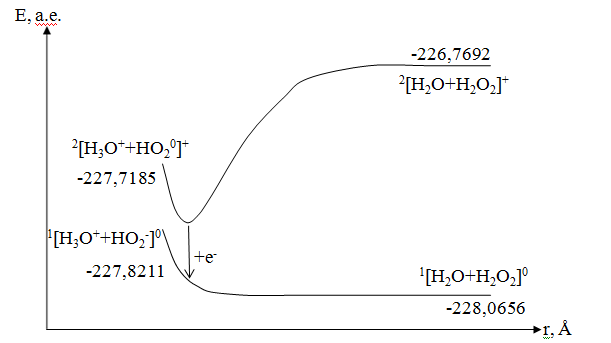 E, a.e.
-226,7692
²[H₂O+H₂O₂]⁺
²[H₃O⁺+HO₂⁰]⁺
-227,7185
¹[H₃O⁺+HO₂⁻]⁰
+e⁻
-227,8211
¹[H₂O+H₂O₂]⁰
-228,0656
r, Å